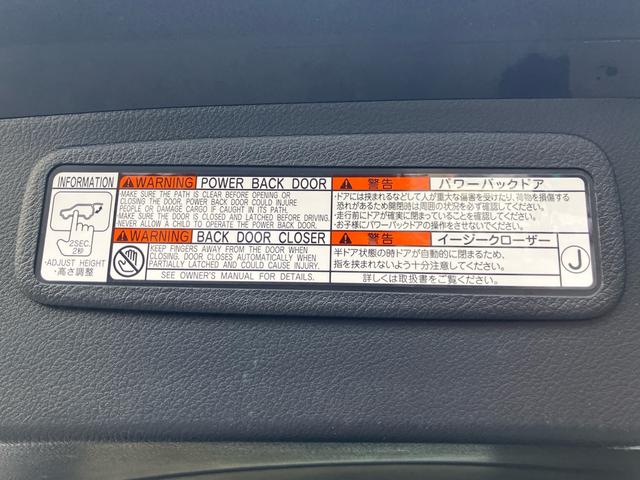 INFORMATION
2SEC.
2秒
・ADJUST HEIGHT
・高さ調整
WARNING POWER BACK DOOR
・MAKE SURE THE PATH IS CLEAR BEFORE OPENING OR
CLOSING THE DOOR. POWER BACK DOOR COULD INJURE
PEOPLE OR DAMAGE CARGO IF CAUGHT IN ITS PATH.
・MAKE SURE THE DOOR IS CLOSED AND LATCHED BEFORE DRIVING.
・NEVER ALLOW A CHILD TO OPERATE THE POWER BACK DOOR.
WARNING BACK DOOR CLOSER
KEEP FINGERS AWAY FROM THE DOOR WHEN
CLOSING. DOOR CLOSES AUTOMATICALLY WHEN
PARTIALLY LATCHED AND COULD CAUSE INJURY.
SEE OWNER'S MANUAL FOR DETAILS.
警告 パワーバックドア
・ドアには挟まれるなどして人が重大な傷害を受けたり、荷物を損傷する
恐れがあるため開閉時は周囲の状況を必ず確認してください。
・走行前にドアが確実に閉まっていることを確認してください。
・お子様にパワーバックドアの操作をさせないでください。
警告 イージークローザー
半ドア状態の時ドアが自動的に閉まるため、
指を挟まれないよう十分注意してください。
詳しくは取扱書をご覧ください。
J